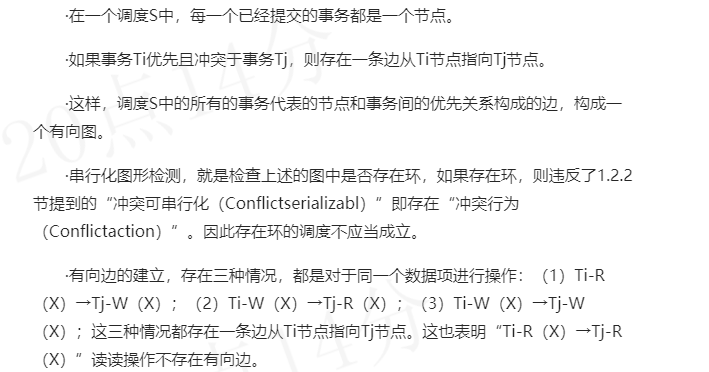 ·在一个调度S中，每一个已经提交的事务都是一个节点。
·如果事务Ti优先且冲突于事务Tj，则存在一条边从Ti节点指向Tj节点。
·这样，调度S中的所有的事务代表的节点和事务间的优先关系构成的边，构成一
个有向图。
·串行化图形检测，就是检查上述的图中是否存在环，如果存在环，则违反了1.2.2
节提到的“冲突可串行化（Conflictserializabl）”即存在“冲突行为
（Conflictaction）”。因此存在环的调度不应当成立。
·有向边的建立，存在三种情况，都是对于同一个数据项进行操作：（1）Ti-R
（X）→Tj-W（X）；（2）Ti-W（X）→Tj-R（X）；（3）Ti-W（X）→Tj-W
（X）；这三种情况都存在一条边从Ti节点指向Tj节点。这也表明“Ti-R（X）→Tj-R
（X）”读读操作不存在有向边。
20点14分
点14分